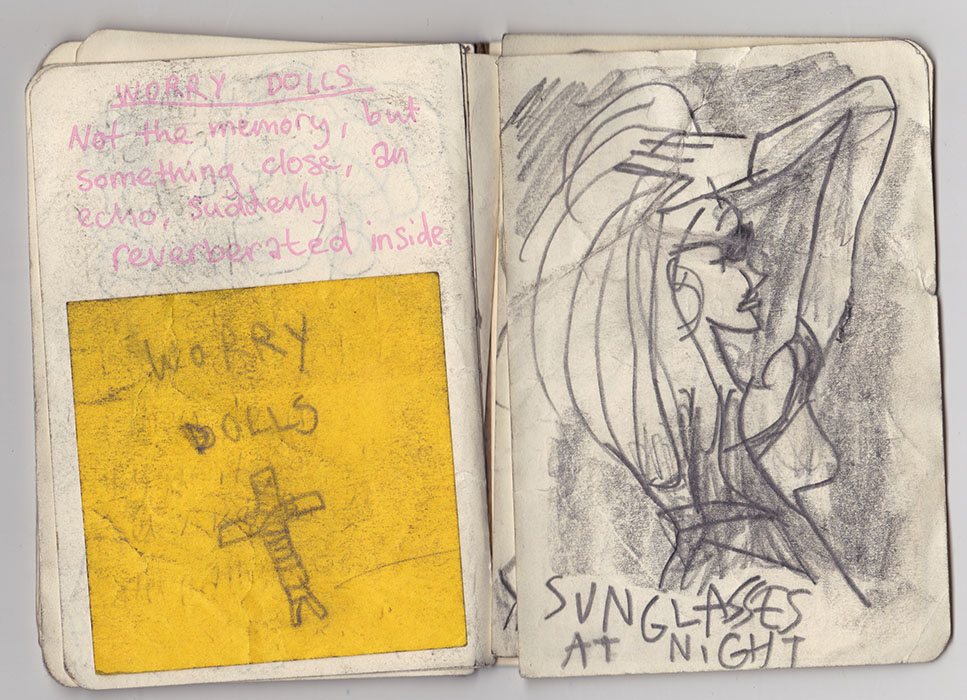 WORRY DOLLS
Not the memory, but
something close, an
echo, suddenly
reverberated inside.
WORRY
DOLLS
SUNGLASSES
AT NIGHT